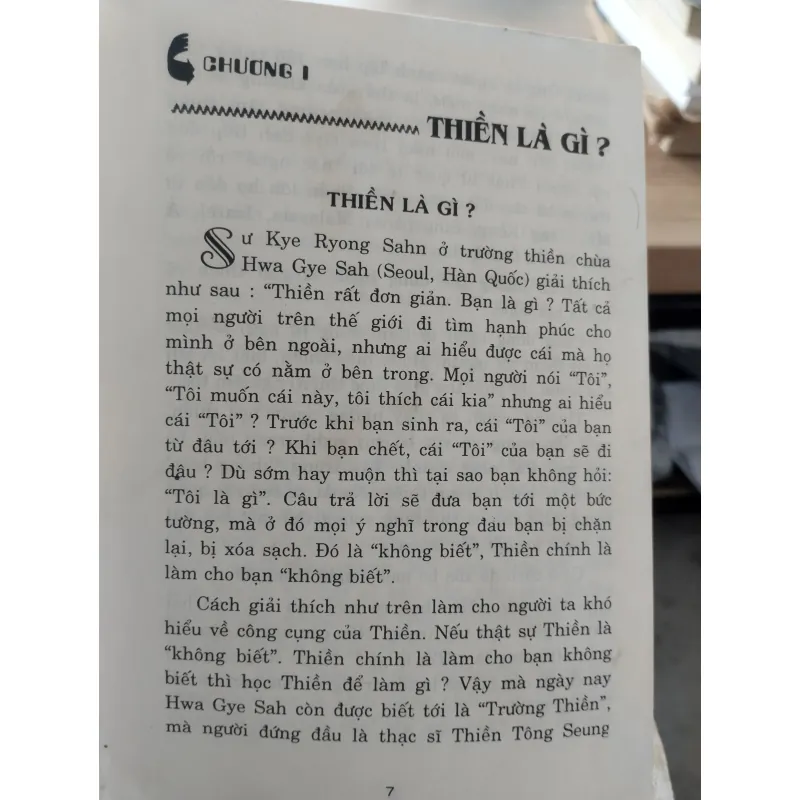 CHƯƠNG I
THIỀN LÀ GÌ ?
THIỀN LÀ GÌ ?
Sư Kye Ryong Sahn ở trường thiền chùa
Hwa Gye Sah (Seoul, Hàn Quốc) giải thích
như sau : “Thiền rất đơn giản. Bạn là gì ? Tất cả
mọi người trên thế giới đi tìm hạnh phúc cho
mình ở bên ngoài, nhưng ai hiểu được cái mà họ
thật sự có nằm ở bên trong. Mọi người nói “Tôi”,
“Tôi muốn cái này, tôi thích cái kia” nhưng ai hiểu
cái “Tôi” ? Trước khi bạn sinh ra, cái “Tôi” của bạn
từ đâu tới ? Khi bạn chết, cái “Tôi” của bạn sẽ đi
đâu ? Dù sớm hay muộn thì tại sao bạn không hỏi:
“Tôi là gì”. Câu trả lời sẽ đưa bạn tới một bức
tường, mà ở đó mọi ý nghĩ trong đau bạn bị chặn
lại, bị xóa sạch. Đó là “không biết”, Thiền chính là
làm cho bạn “không biết”.
Cách giải thích như trên làm cho người ta khó
hiểu về công cụng của Thiền. Nếu thật sự Thiền là
“không biết”. Thiền chính là làm cho bạn không
biết thì học Thiền để làm gì ? Vậy mà ngày nay
Hwa Gye Sah còn được biết tới là “Trường Thiền”,
mà người đứng đầu là thạc sĩ Thiền Tông Seung
7